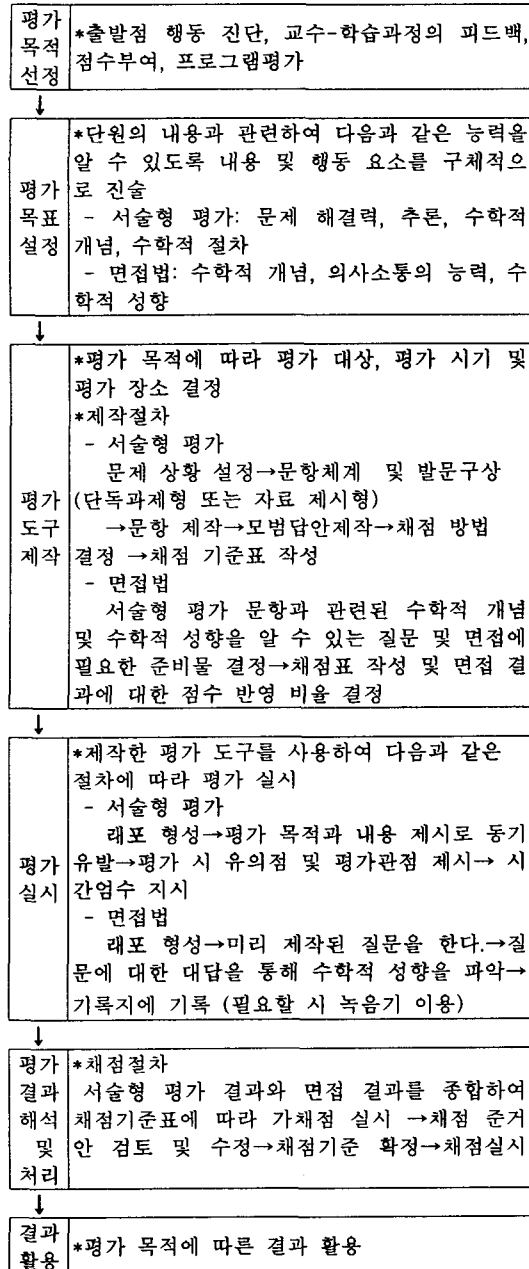 평가
목적
선정
*출발점 행동 진단, 교수-학습과정의 피드백,
점수부여, 프로그램평가
↓
평가
목표
설정
*단원의 내용과 관련하여 다음과 같은 능력을
알 수 있도록 내용 및 행동 요소를 구체적으
로 진술
- 서술형 평가: 문제 해결력, 추론, 수학적
개념, 수학적 절차
- 면접법: 수학적 개념, 의사소통의 능력, 수
학적 성향
↓
평가
도구
제작
*평가 목적에 따라 평가 대상, 평가 시기 및
평가 장소 결정
*제작절차
- 서술형 평가
문제 상황 설정→문항체계 및 발문구상
(단독과제형 또는 자료 제시형)
→문항 제작→모범답안제작→채점 방법
결정 →채점 기준표 작성
- 면접법
서술형 평가 문항과 관련된 수학적 개념
및 수학적 성향을 알 수 있는 질문 및 면접에
필요한 준비물 결정→채점표 작성 및 면접 결
과에 대한 점수 반영 비율 결정
↓
평가
실시
*제작한 평가 도구를 사용하여 다음과 같은
절차에 따라 평가 실시
- 서술형 평가
래포 형성→평가 목적과 내용 제시로 동기
유발→평가 시 유의점 및 평가관점 제시→ 시
간엄수 지시
- 면접법
래포 형성→미리 제작된 질문을 한다.→질
문에 대한 대답을 통해 수학적 성향을 파악→
기록지에 기록 (필요할 시 녹음기 이용)
↓
평가
결과
해석
및
처리
*채점절차
서술형 평가 결과와 면접 결과를 종합하여
채점기준표에 따라 가채점 실시 →채점 준거
안 검토 및 수정→채점기준 확정→채점실시
↓
결과
활용
*평가 목적에 따른 결과 활용